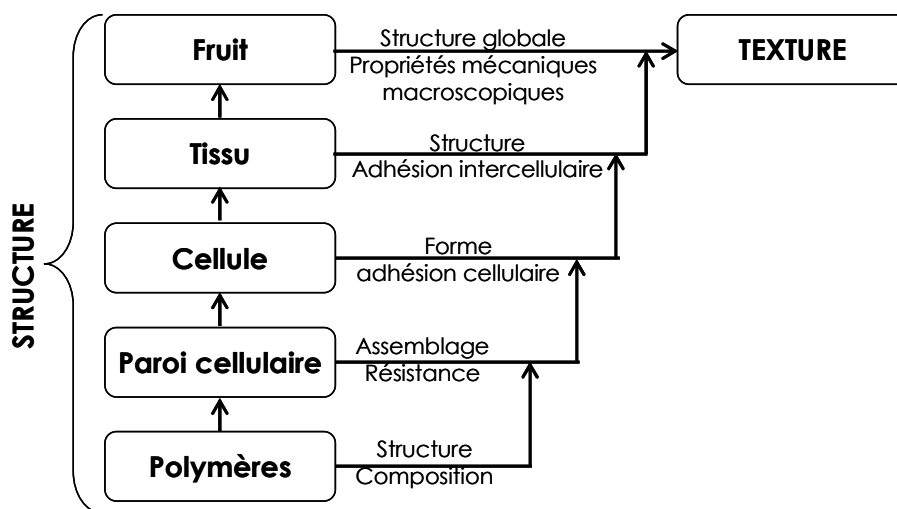 Fruit
Structure globale
Propriétés mécaniques
macroscopiques
TEXTURE
Tissu
Structure
Adhésion intercellulaire
Cellule
Forme
adhésion cellulaire
Paroi cellulaire
Assemblage
Résistance
Polymères
Structure
Composition
STRUCTURE